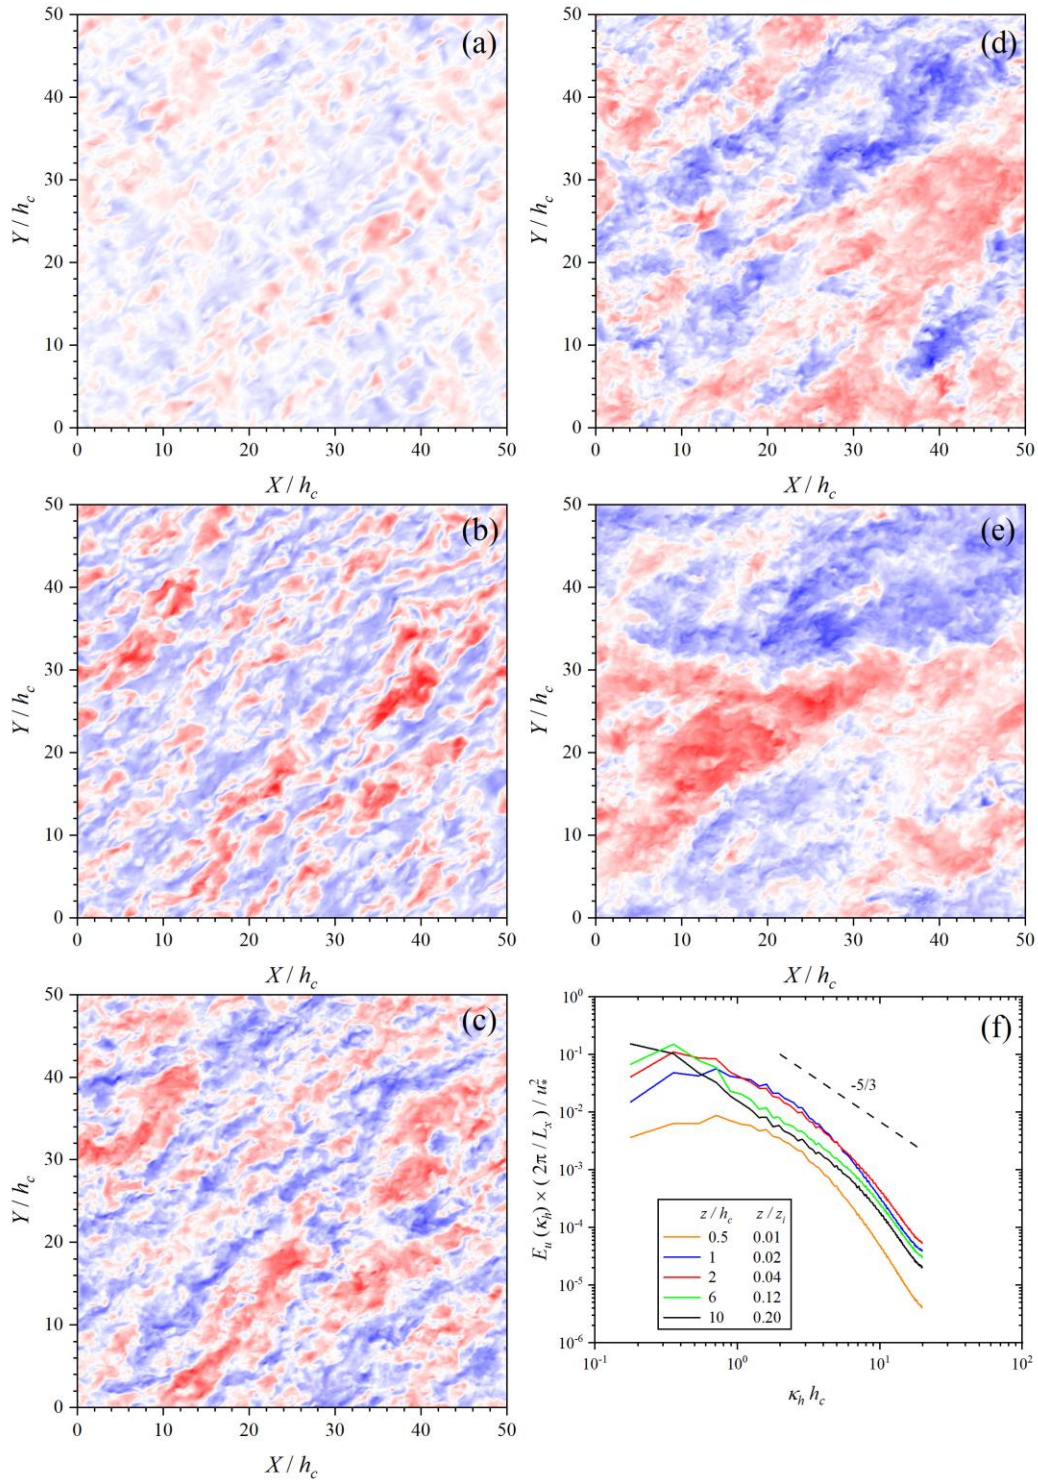 (a)
50
40
30
20
10
0
Y / h_c
0 10 20 30 40 50
X / h_c
(d)
50
40
30
20
10
0
Y / h_c
0 10 20 30 40 50
X / h_c
(b)
50
40
30
20
10
0
Y / h_c
0 10 20 30 40 50
X / h_c
(e)
50
40
30
20
10
0
Y / h_c
0 10 20 30 40 50
X / h_c
(c)
50
40
30
20
10
0
Y / h_c
0 10 20 30 40 50
X / h_c
(f)
10^0
10^-1
10^-2
10^-3
10^-4
10^-5
10^-6
E_u (κ_h) × ( 2π / L_x ) / u_*^2
-5/3
z / h_c z / z_i
0.5 0.01
1 0.02
2 0.04
6 0.12
10 0.20
10^-1 10^0 10^1 10^2
κ_h h_c